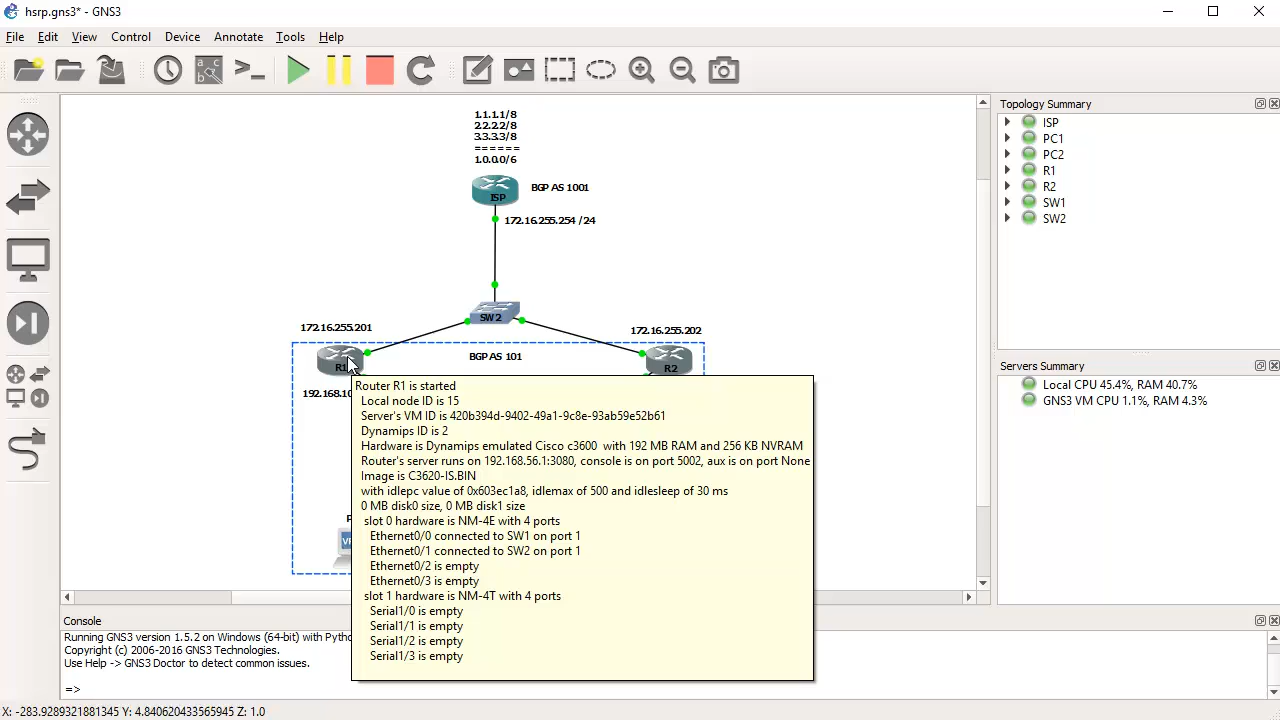 hsrp.gns3* - GNS3
File Edit View Control Device Annotate Tools Help
1.1.1.1/8
2.2.2.2/8
3.3.3.3/8
======
1.0.0.0/6
ISP
BGP AS 1001
172.16.255.254 /24
SW2
172.16.255.201
172.16.255.202
BGP AS 101
R1
R2
192.168.10
Router R1 is started
Local node ID is 15
Server's VM ID is 420b394d-9402-49a1-9c8e-93ab59e52b61
Dynamips ID is 2
Hardware is Dynamips emulated Cisco c3600 with 192 MB RAM and 256 KB NVRAM
Router's server runs on 192.168.56.1:3080, console is on port 5002, aux is on port None
Image is C3620-IS.BIN
with idlepc value of 0x603ec1a8, idlemax of 500 and idlesleep of 30 ms
0 MB disk0 size, 0 MB disk1 size
slot 0 hardware is NM-4E with 4 ports
Ethernet0/0 connected to SW1 on port 1
Ethernet0/1 connected to SW2 on port 1
Ethernet0/2 is empty
Ethernet0/3 is empty
slot 1 hardware is NM-4T with 4 ports
Serial1/0 is empty
Serial1/1 is empty
Serial1/2 is empty
Serial1/3 is empty
Topology Summary
ISP
PC1
PC2
R1
R2
SW1
SW2
Servers Summary
Local CPU 45.4%, RAM 40.7%
GNS3 VM CPU 1.1%, RAM 4.3%
Console
Running GNS3 version 1.5.2 on Windows (64-bit) with Pyth
Copyright (c) 2006-2016 GNS3 Technologies.
Use Help -> GNS3 Doctor to detect common issues.
=>
X: -283.9289321881345 Y: 4.840620433565945 Z: 1.0